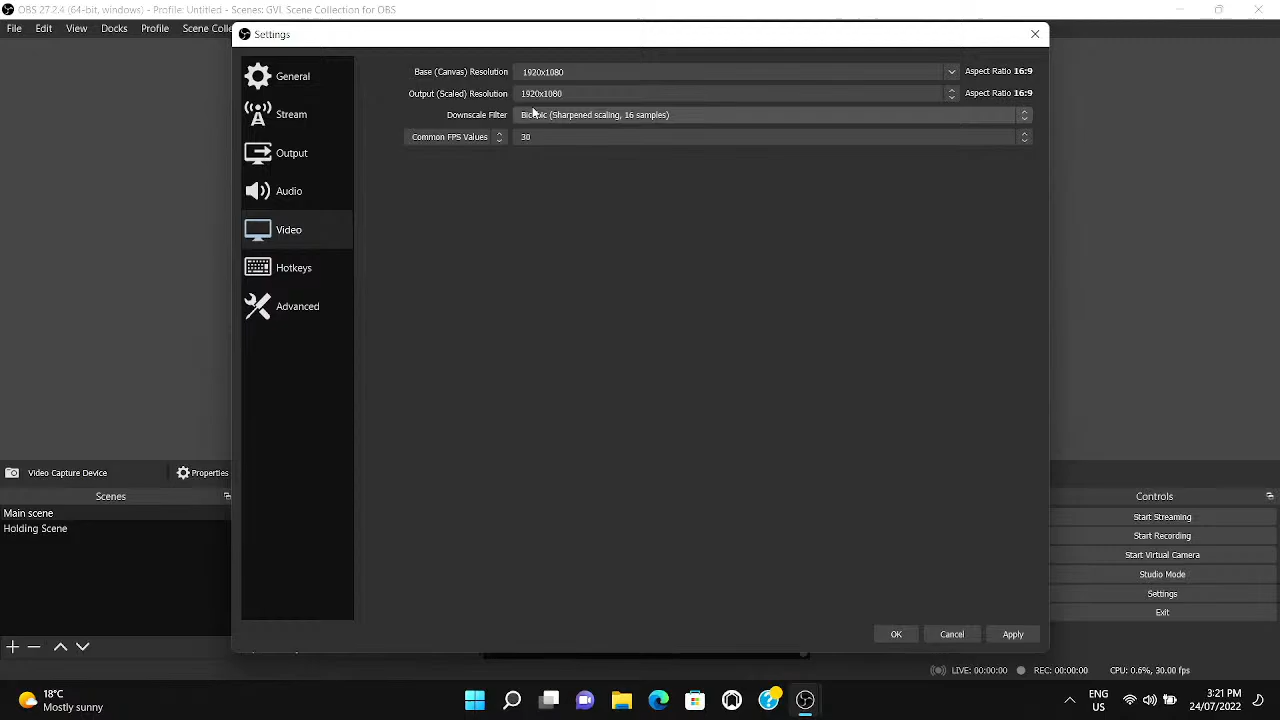 OBS 27.2.4 (64-bit, windows) - Profile: Untitled - Scenes: GVL Scene Collection for OBS
File Edit View Docks Profile Scene Colle
Settings
General
Stream
Output
Audio
Video
Hotkeys
Advanced
Base (Canvas) Resolution 1920x1080 Aspect Ratio 16:9
Output (Scaled) Resolution 1920x1080 Aspect Ratio 16:9
Downscale Filter (Sharpened scaling, 16 samples)
Common FPS Values 30
OK Cancel Apply
Video Capture Device Properties
Scenes
Main scene
Holding Scene
Controls
Start Streaming
Start Recording
Start Virtual Camera
Studio Mode
Settings
Exit
LIVE: 00:00:00 REC: 00:00:00 CPU: 0.6%, 30.00 fps
18°C
Mostly sunny
ENG
US
3:21 PM
24/07/2022